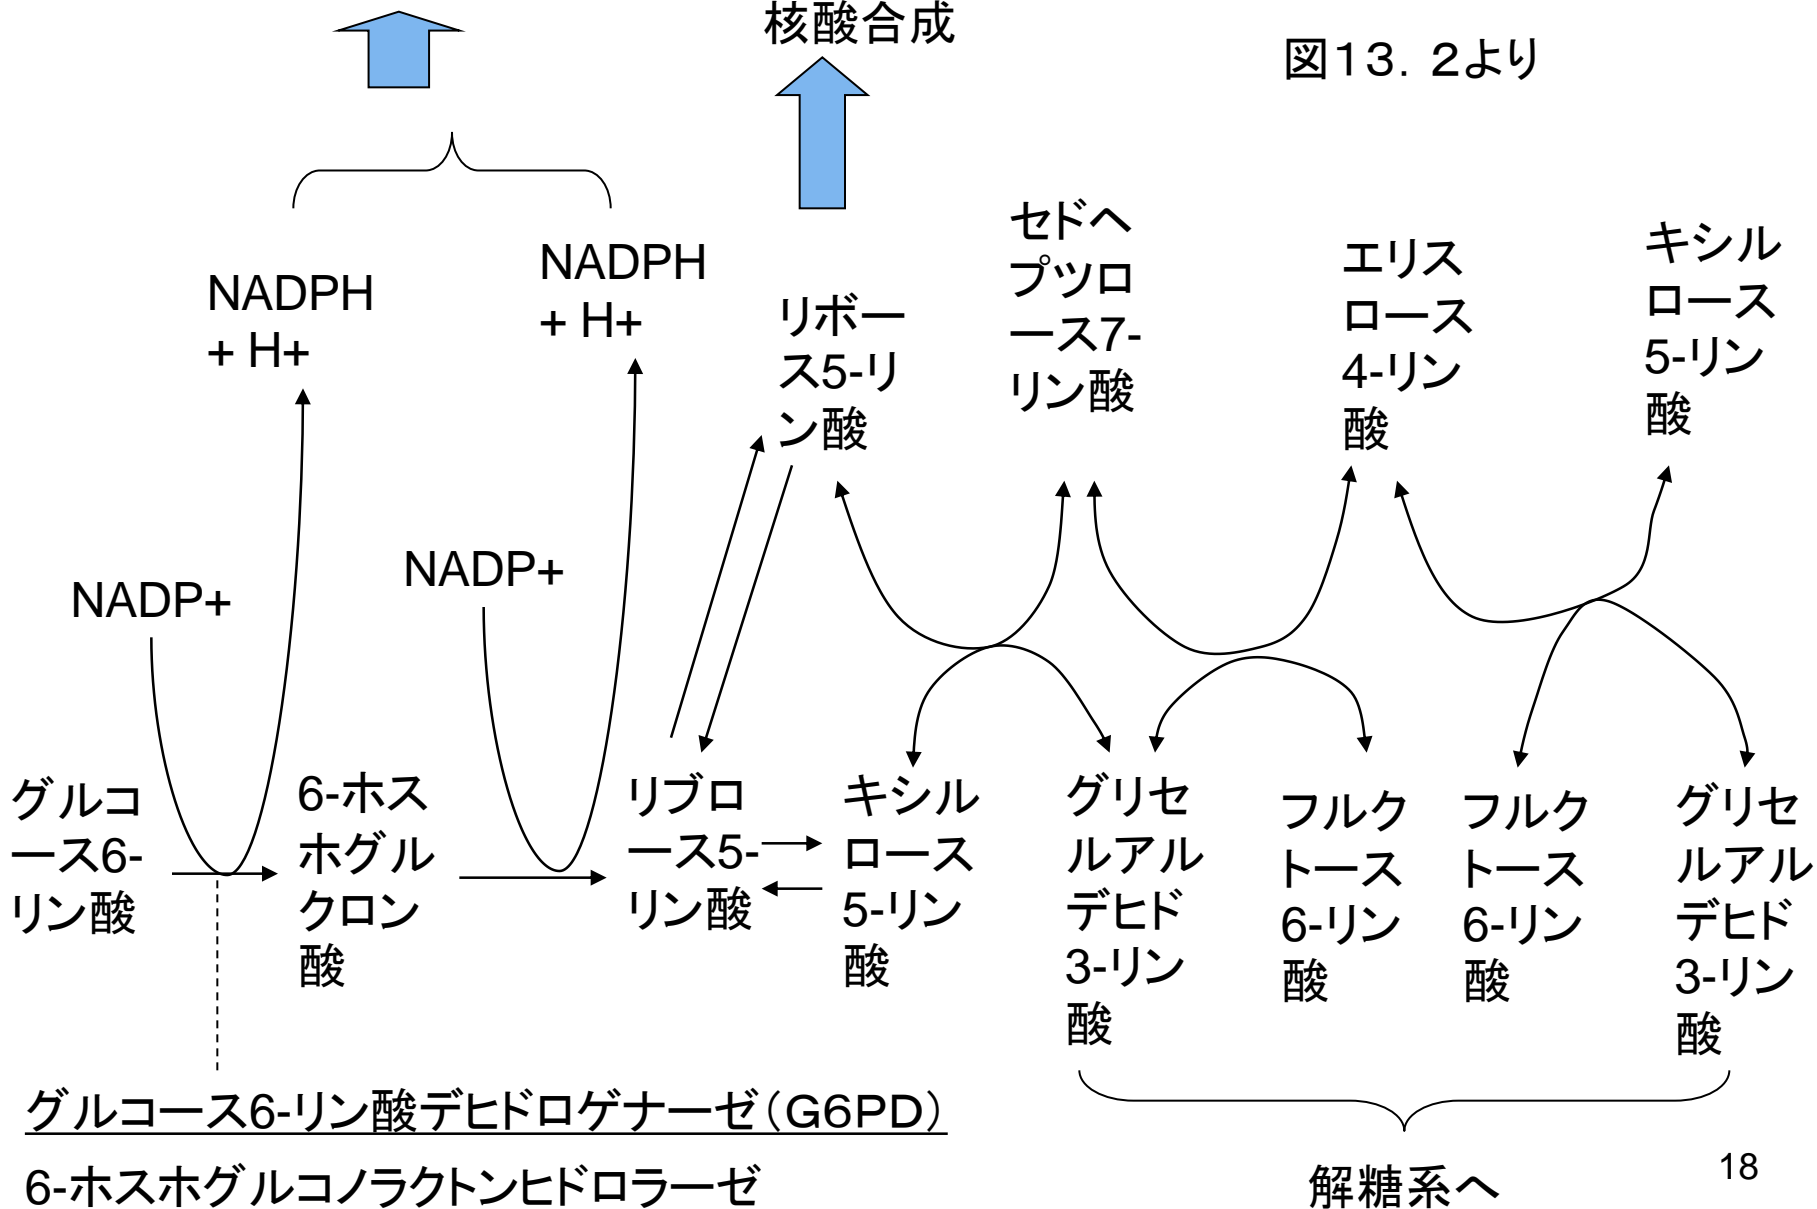 核酸合成
図13．2より
NADPH
+ H+
NADPH
+ H+
リボー
ス5-リ
ン酸
セドヘ
プツロ
ース7-
リン酸
エリス
ロース
4-リン
酸
キシル
ロース
5-リン
酸
NADP+
NADP+
グルコ
ース6-
リン酸
6-ホス
ホグル
クロン
酸
リブロ
ース5-
リン酸
キシル
ロース
5-リン
酸
グリセ
ルアル
デヒド
3-リン
酸
フルク
トース
6-リン
酸
フルク
トース
6-リン
酸
グリセ
ルアル
デヒド
3-リン
酸
グルコース6-リン酸デヒドロゲナーゼ（G6PD）
6-ホスホグルコノラクトンヒドロラーゼ
解糖系へ
18